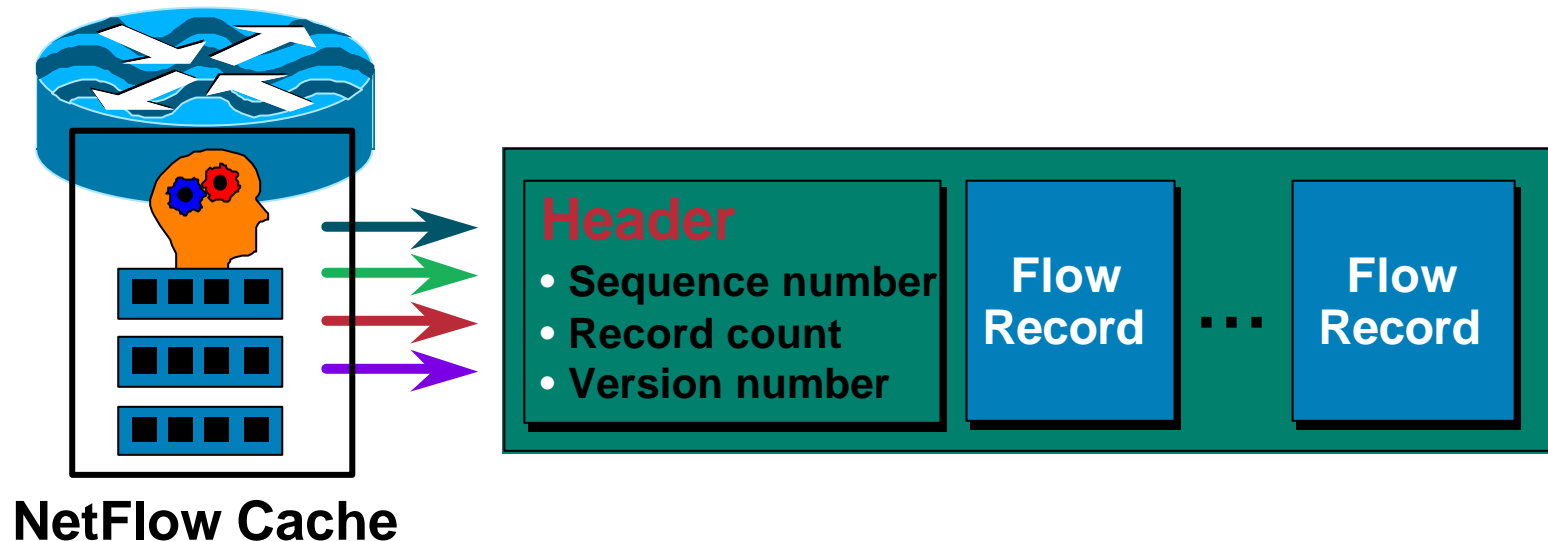 Header
• Sequence number
• Record count
• Version number
Flow
Record
...
Flow
Record
NetFlow Cache